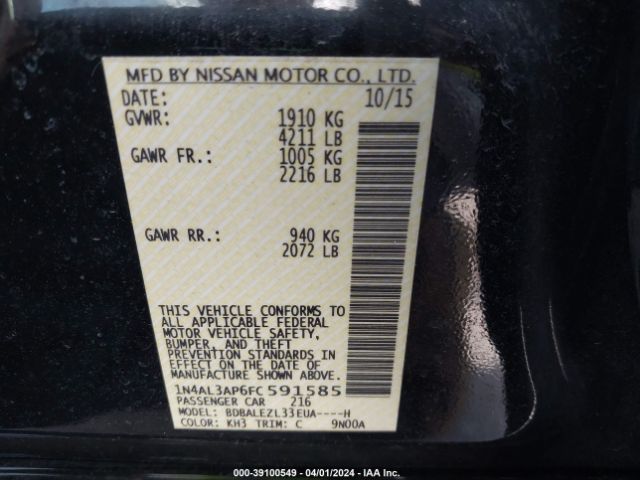 MFD BY NISSAN MOTOR CO., LTD.
DATE: 10/15
GVWR: 1910 KG
4211 LB
GAWR FR.: 1005 KG
2216 LB
GAWR RR.: 940 KG
2072 LB
THIS VEHICLE CONFORMS TO
ALL APPLICABLE FEDERAL
MOTOR VEHICLE SAFETY,
BUMPER, AND THEFT
PREVENTION STANDARDS IN
EFFECT ON THE DATE OF
MANUFACTURE SHOWN ABOVE.
1N4AL3AP6FC591585
PASSENGER CAR 216
MODEL: BDBALEZL33EUA----H
COLOR: KH3 TRIM: C 9N00A
000-39100549 - 04/01/2024 - IAA Inc.